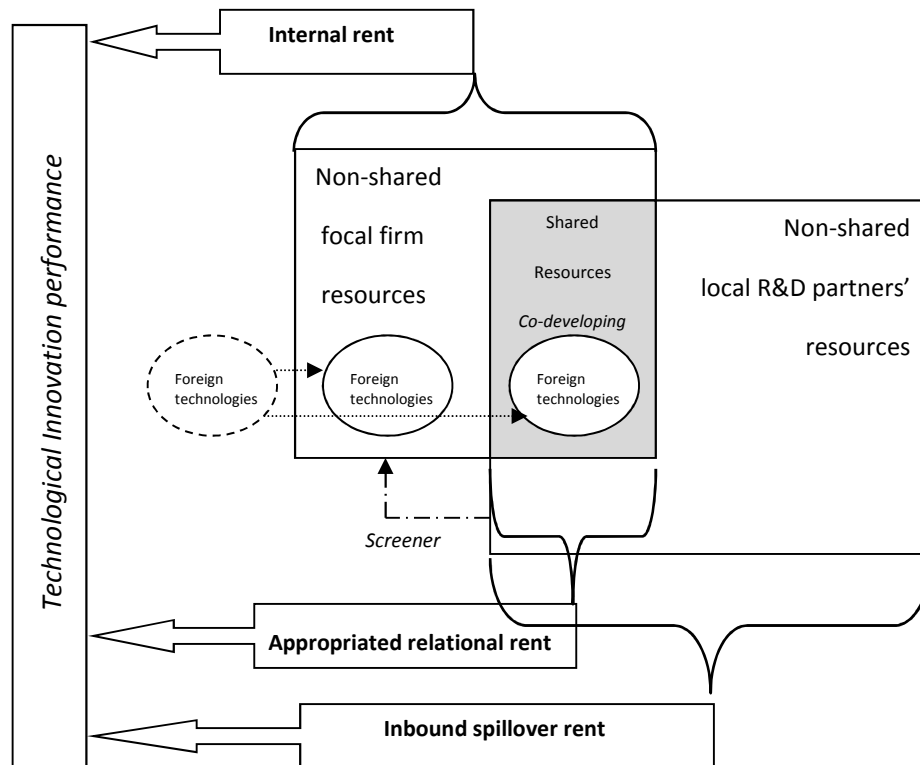 Internal rent
Technological Innovation performance
Non-shared
focal firm
resources
Shared
Resources
Co-developing
Non-shared
local R&D partners’
resources
Foreign
technologies
Foreign
technologies
Foreign
technologies
Screener
Appropriated relational rent
Inbound spillover rent